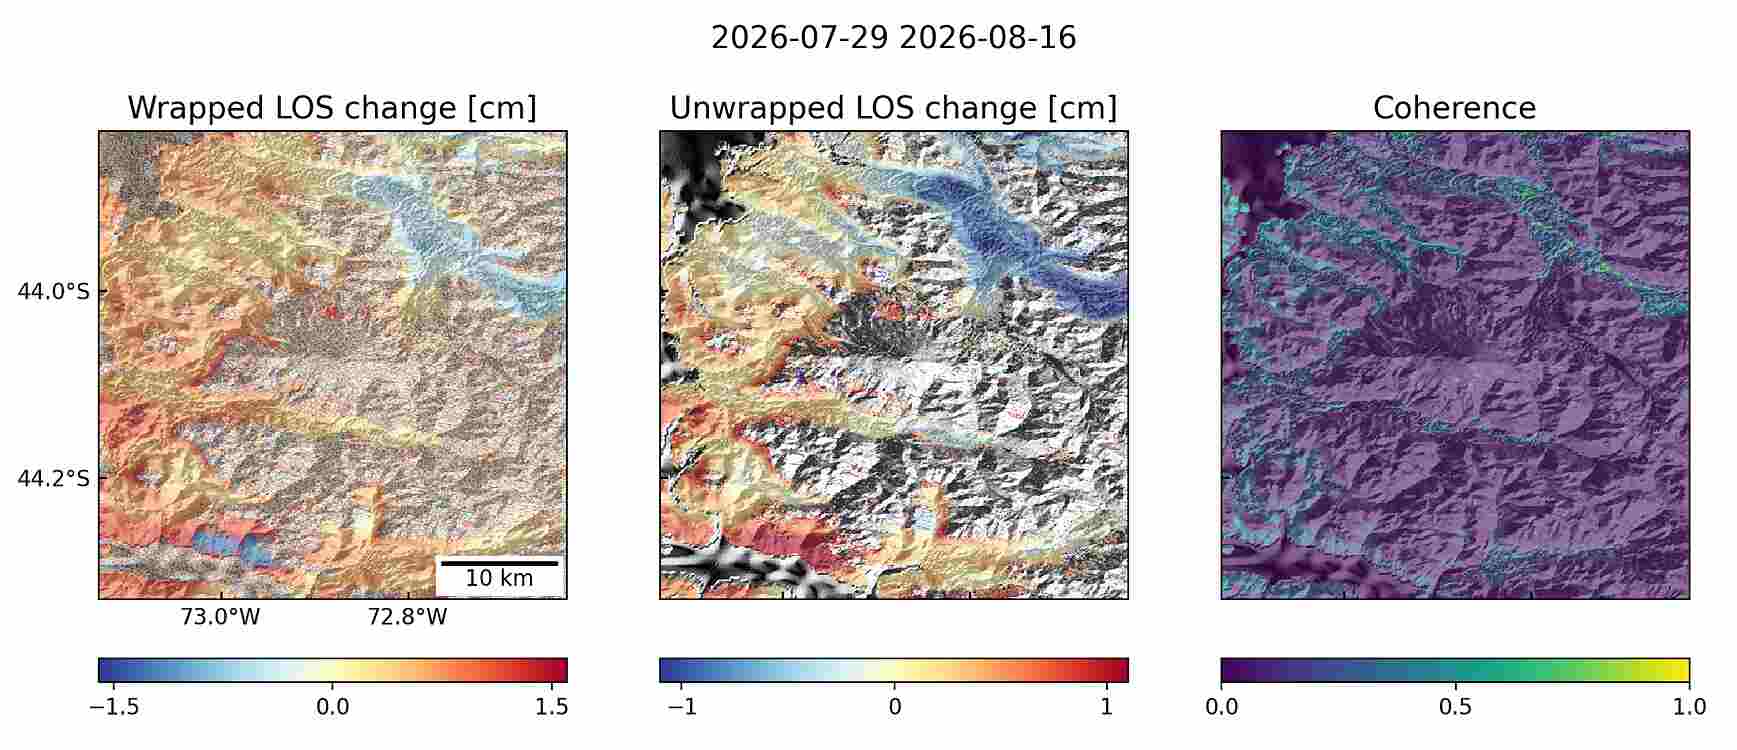 2026-07-29 2026-08-16
Wrapped LOS change [cm]
Unwrapped LOS change [cm]
Coherence
44.0°S
44.2°S
10 km
73.0°W
72.8°W
−1.5
0.0
1.5
−1
0
1
0.0
0.5
1.0